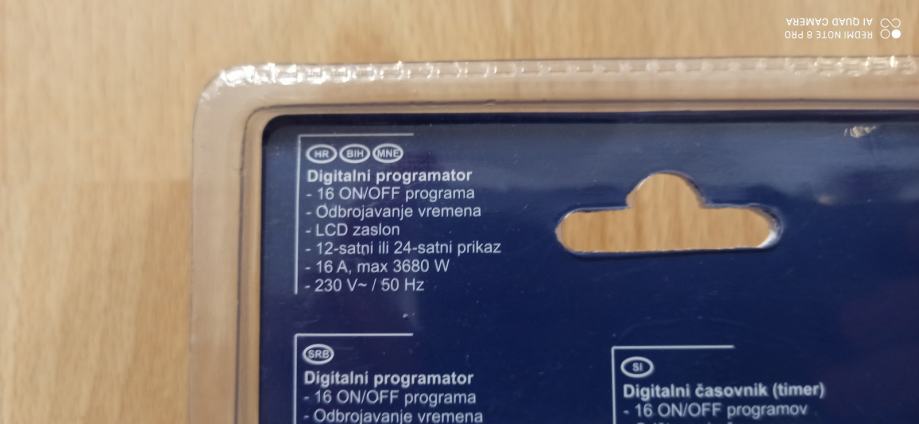 REDMI NOTE 8 PRO
AI QUAD CAMERA
HR BIH MNE
Digitalni programator
- 16 ON/OFF programa
- Odbrojavanje vremena
- LCD zaslon
- 12-satni ili 24-satni prikaz
- 16 A, max 3680 W
- 230 V~ / 50 Hz
SRB
Digitalni programator
- 16 ON/OFF programa
- Odbrojavanje vremena
SI
Digitalni časovnik (timer)
- 16 ON/OFF programov